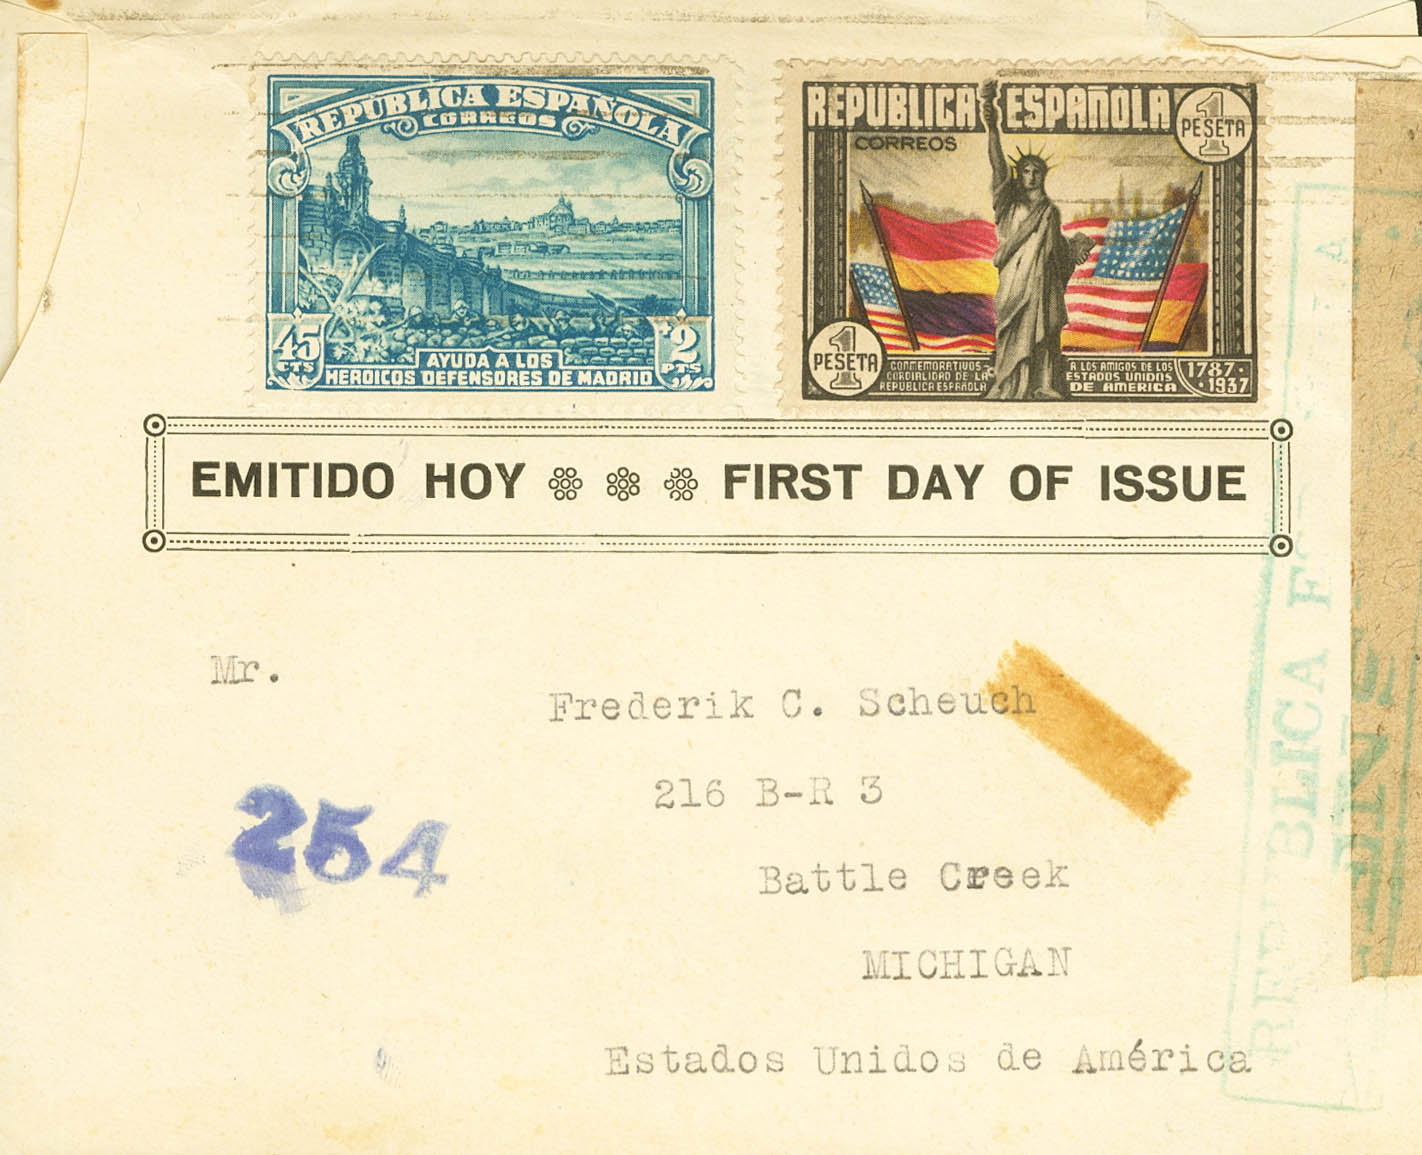 REPÚBLICA ESPAÑOLA
CORREOS
45
CTS
+2
PTS
AYUDA A LOS
HEROICOS DEFENSORES DE MADRID
REPUBLICA ESPAÑOLA
1
PESETA
CORREOS
1
PESETA
CONMEMORATIVOS
CORDIALIDAD DE LA
REPUBLICA ESPAÑOLA
A LOS AMIGOS DE LOS
ESTADOS UNIDOS
DE AMERICA
1787·
·1937
EMITIDO HOY FIRST DAY OF ISSUE
Mr.
Frederik C. Scheuch
216 B-R 3
Battle Creek
MICHIGAN
Estados Unidos de América
254
REPUBLICA